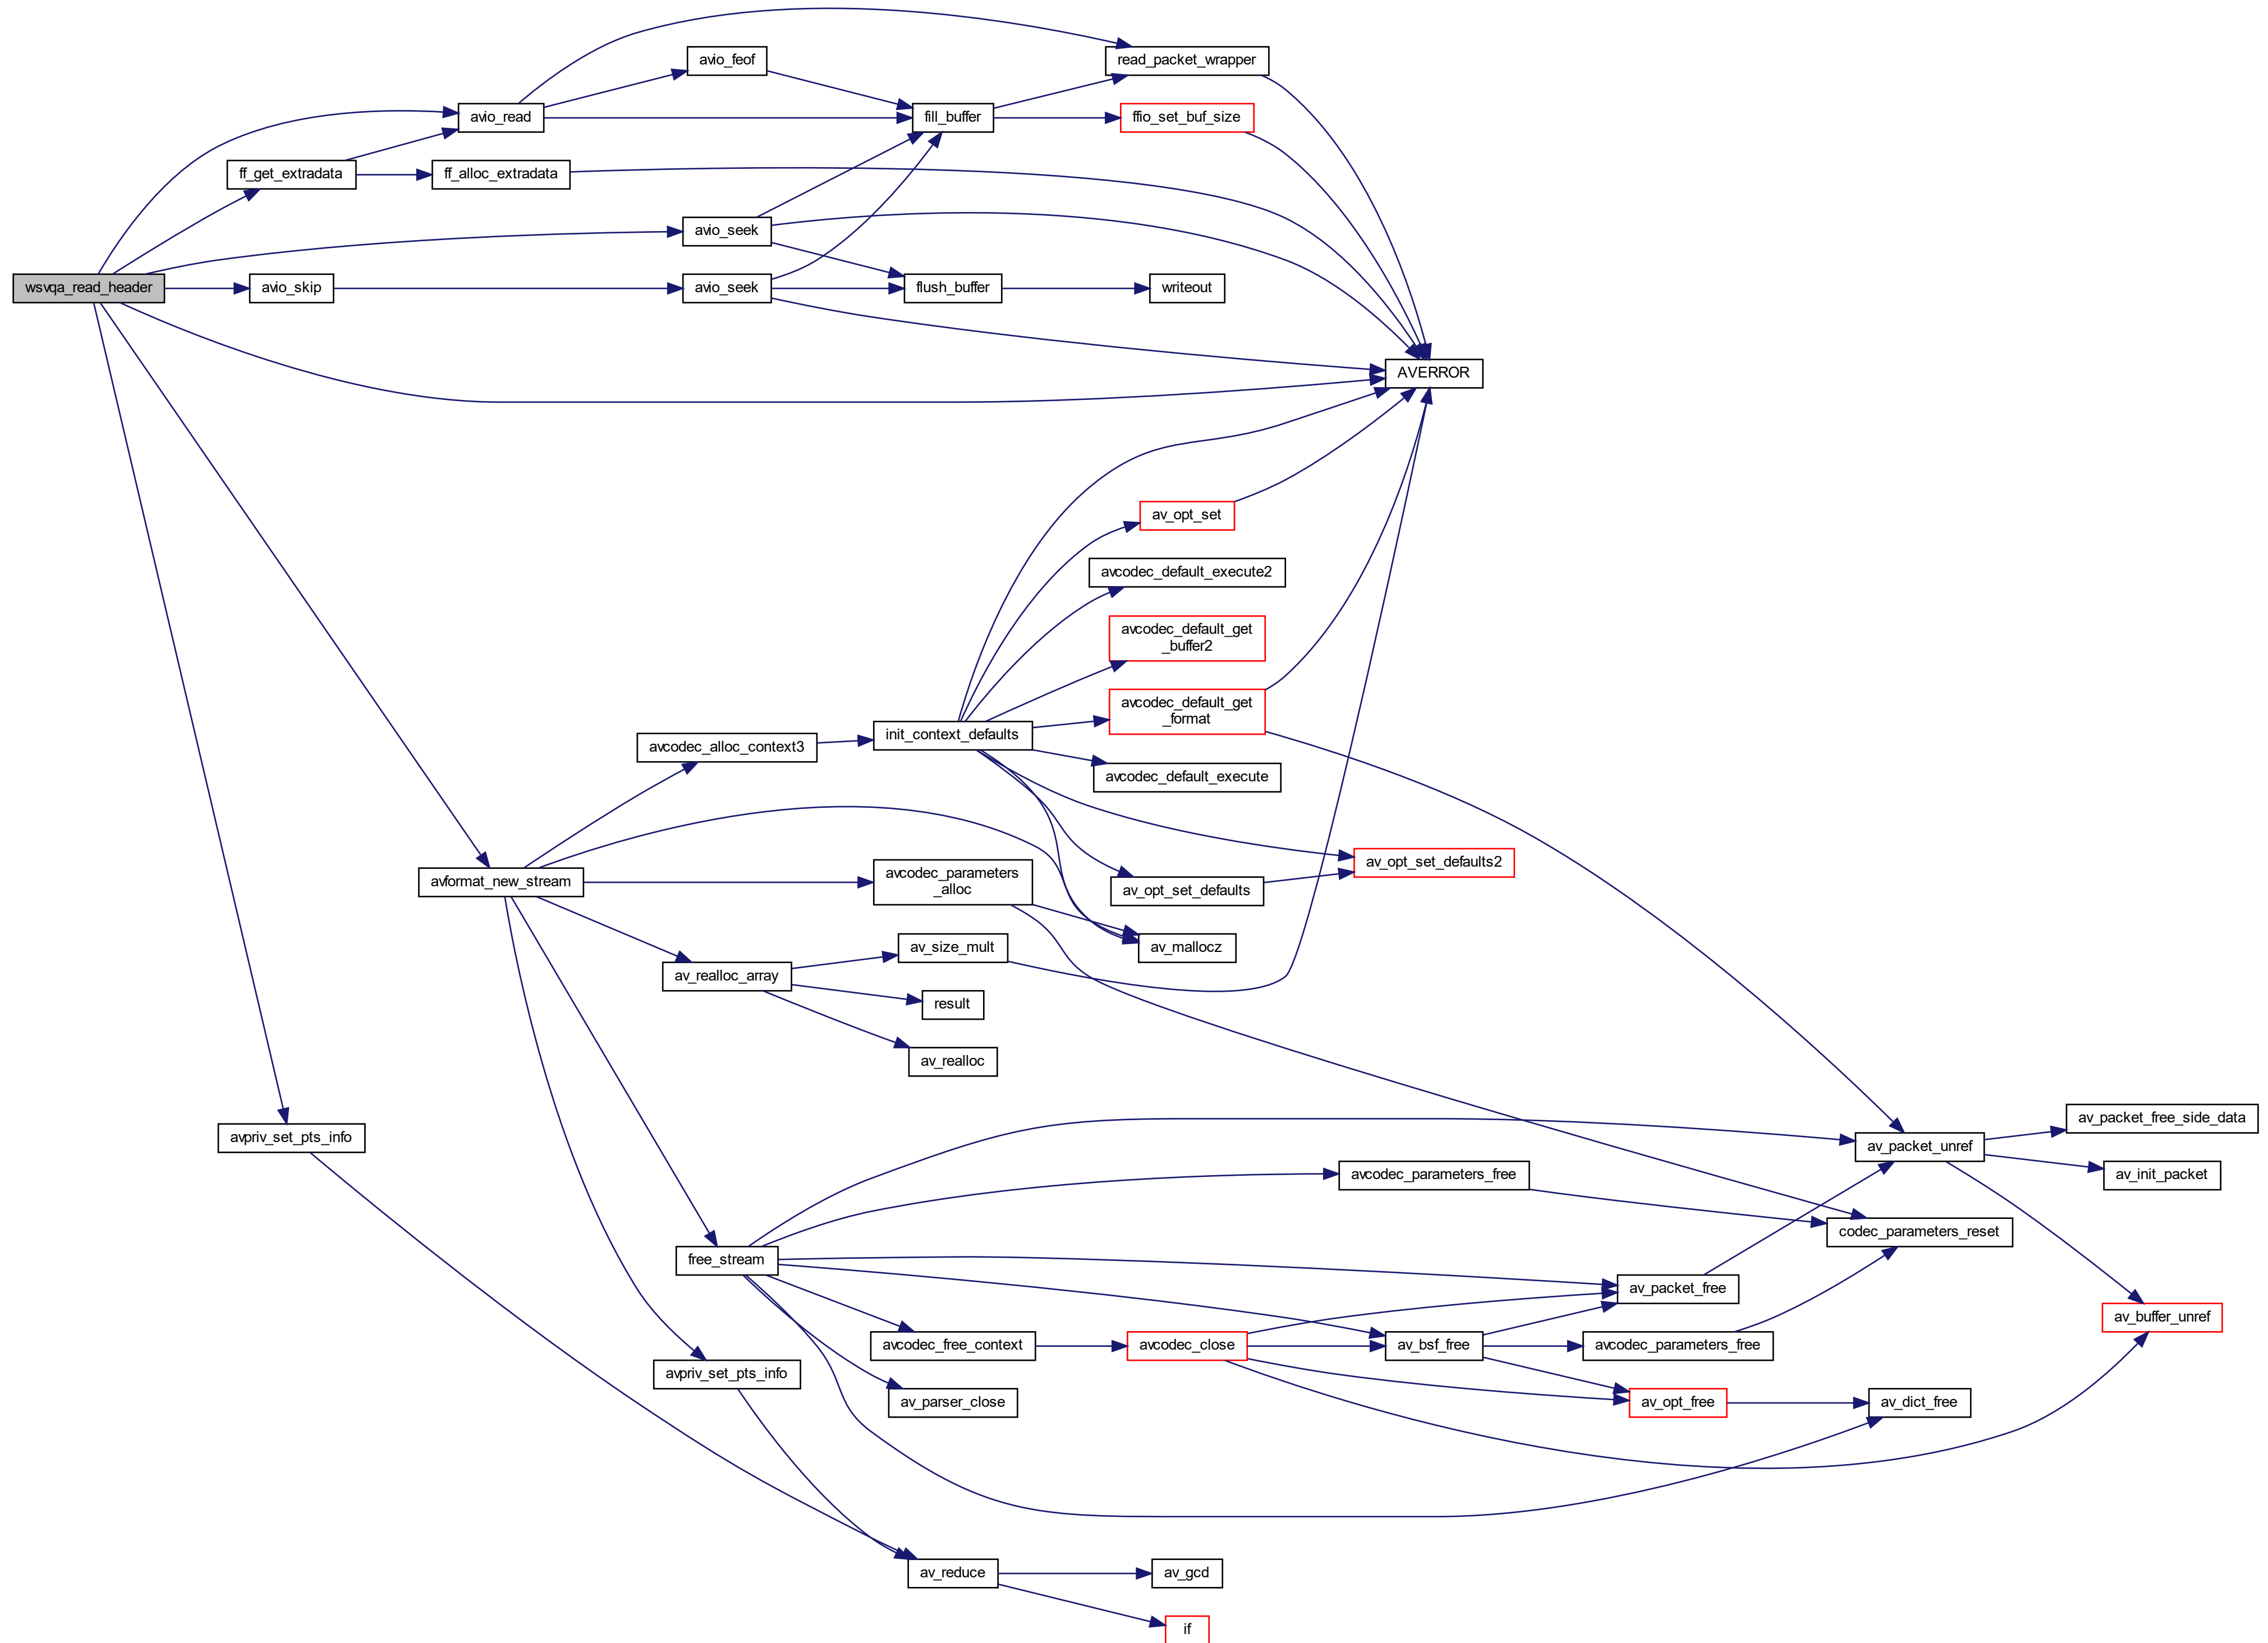 avio_feof
read_packet_wrapper
avio_read
fill_buffer
ffio_set_buf_size
ff_get_extradata
ff_alloc_extradata
avio_seek
wsvqa_read_header
avio_skip
avio_seek
flush_buffer
writeout
AVERROR
av_opt_set
avcodec_default_execute2
avcodec_default_get
_buffer2
avcodec_default_get
_format
init_context_defaults
avcodec_alloc_context3
avcodec_default_execute
av_opt_set_defaults2
avformat_new_stream
avcodec_parameters
_alloc
av_opt_set_defaults
av_size_mult
av_mallocz
av_realloc_array
result
av_realloc
av_packet_free_side_data
avpriv_set_pts_info
av_packet_unref
avcodec_parameters_free
av_init_packet
codec_parameters_reset
free_stream
av_packet_free
av_buffer_unref
avcodec_free_context
avcodec_close
av_bsf_free
avcodec_parameters_free
avpriv_set_pts_info
av_parser_close
av_opt_free
av_dict_free
av_reduce
av_gcd
if